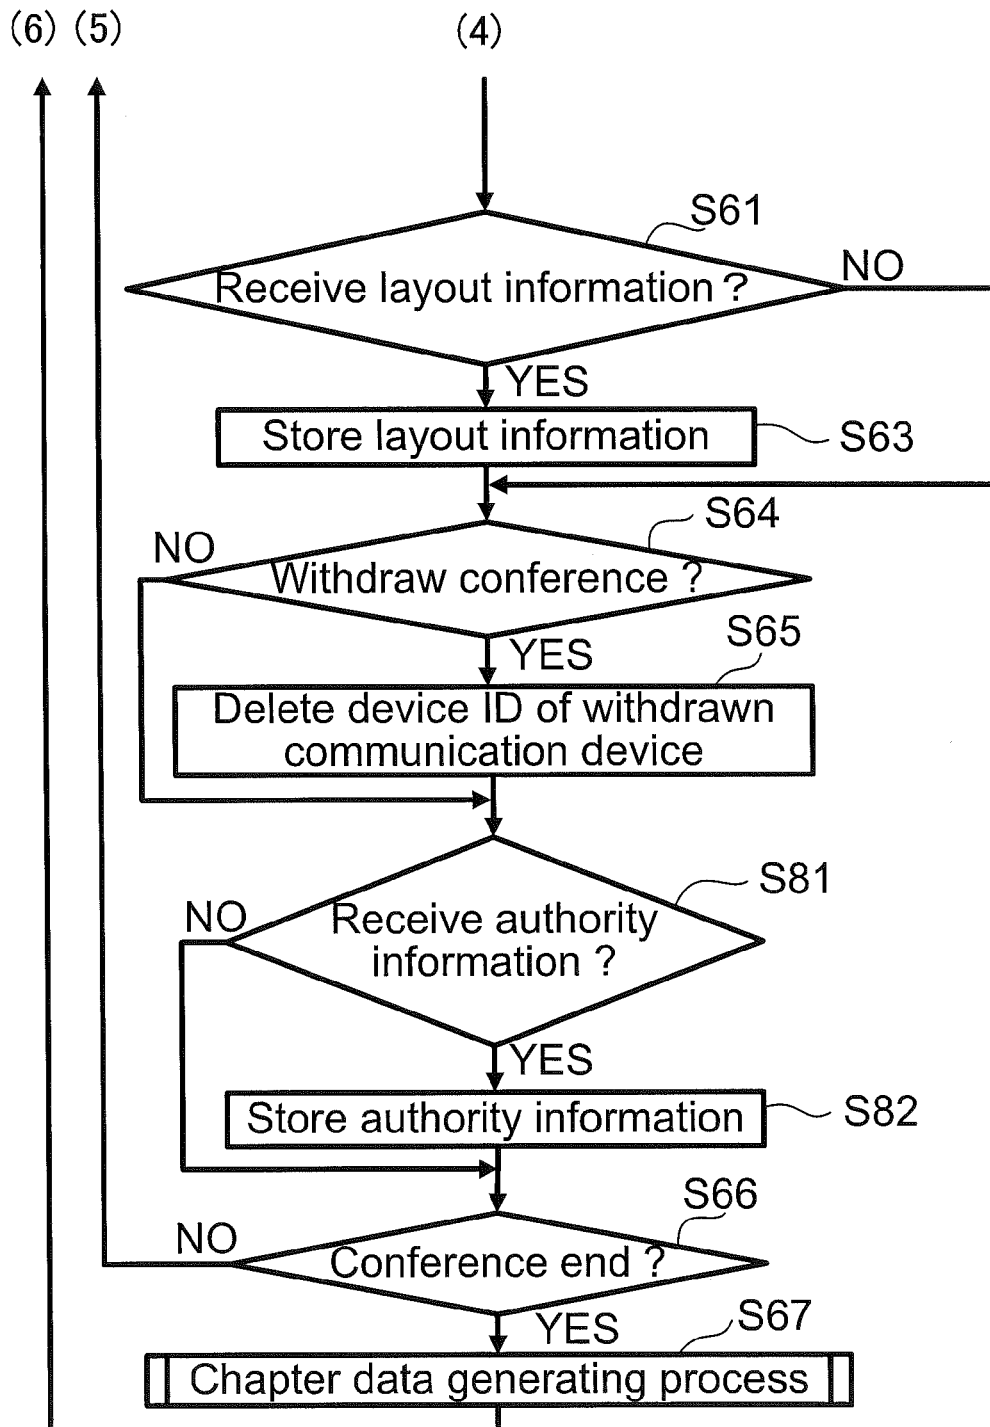 (6) (5) (4)
S61
Receive layout information ?
NO
YES
Store layout information
S63
S64
NO
Withdraw conference ?
YES
S65
Delete device ID of withdrawn
communication device
S81
NO
Receive authority
information ?
YES
Store authority information
S82
S66
NO
Conference end ?
YES
S67
Chapter data generating process